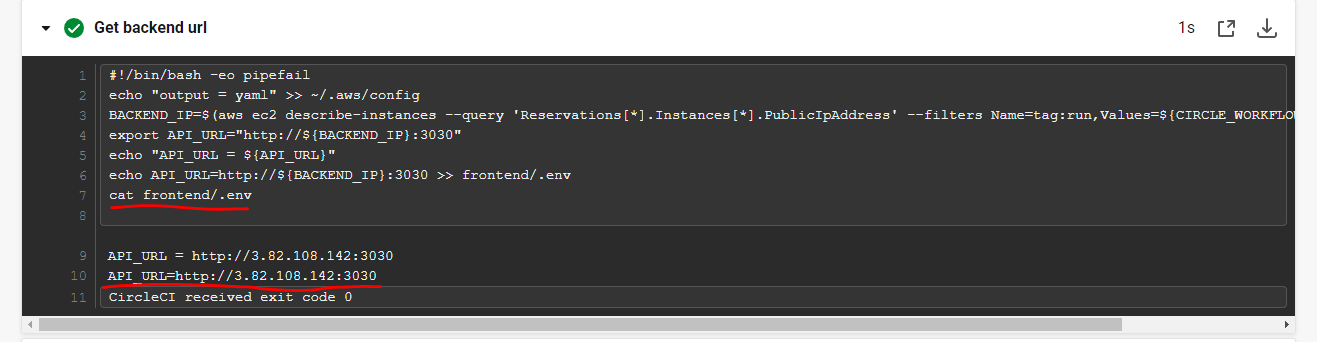 Get backend url
1s
1 #!/bin/bash -eo pipefail
2 echo "output = yaml" >> ~/.aws/config
3 BACKEND_IP=$(aws ec2 describe-instances --query 'Reservations[*].Instances[*].PublicIpAddress' --filters Name=tag:run,Values=${CIRCLE_WORKFLO
4 export API_URL="http://${BACKEND_IP}:3030"
5 echo "API_URL = ${API_URL}"
6 echo API_URL=http://${BACKEND_IP}:3030 >> frontend/.env
7 cat frontend/.env
8
9 API_URL = http://3.82.108.142:3030
10 API_URL=http://3.82.108.142:3030
11 CircleCI received exit code 0